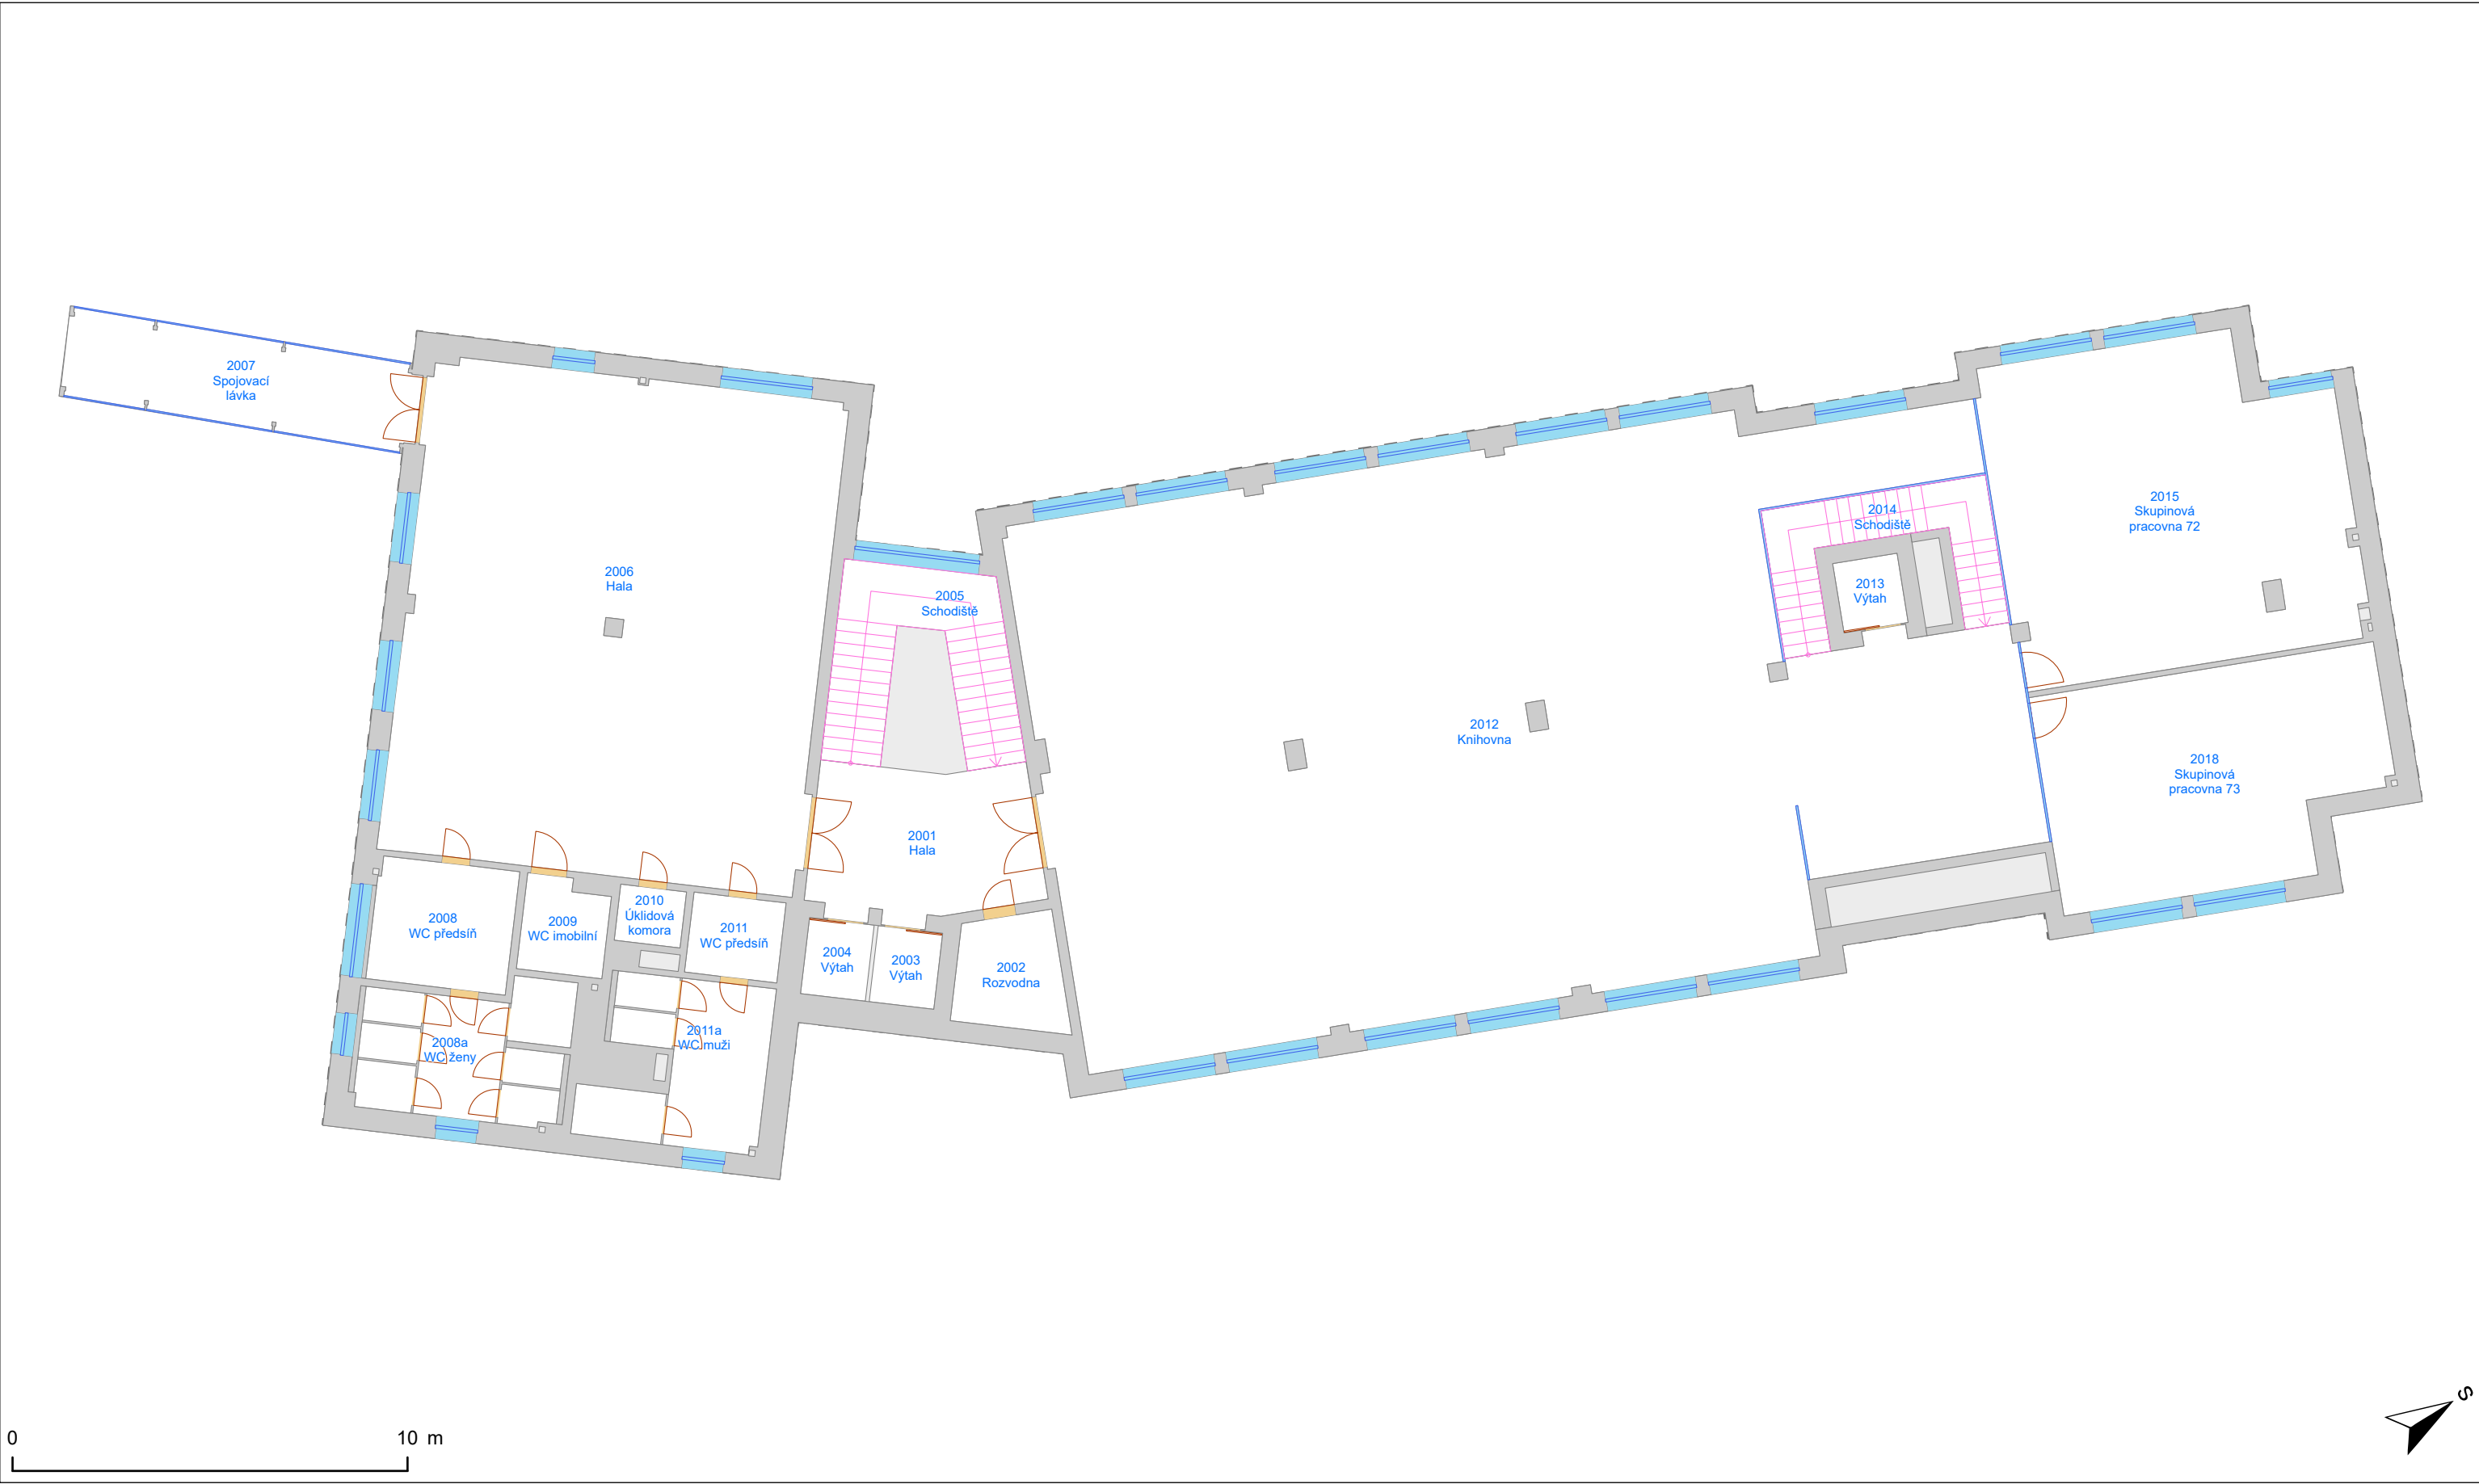 2007
Spojovací
lávka
2006
Hala
2005
Schodiště
2014
Schodiště
2013
Výtah
2015
Skupinová
pracovna 72
2012
Knihovna
2018
Skupinová
pracovna 73
2001
Hala
2008
WC předsíň
2009
WC imobilní
2010
Úklidová
komora
2011
WC předsíň
2004
Výtah
2003
Výtah
2002
Rozvodna
2008a
WC ženy
2011a
WC muži
0
10 m
S